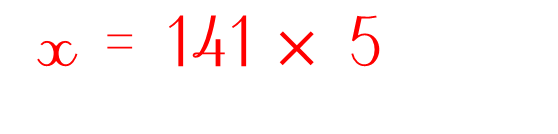 x = 141 × 5